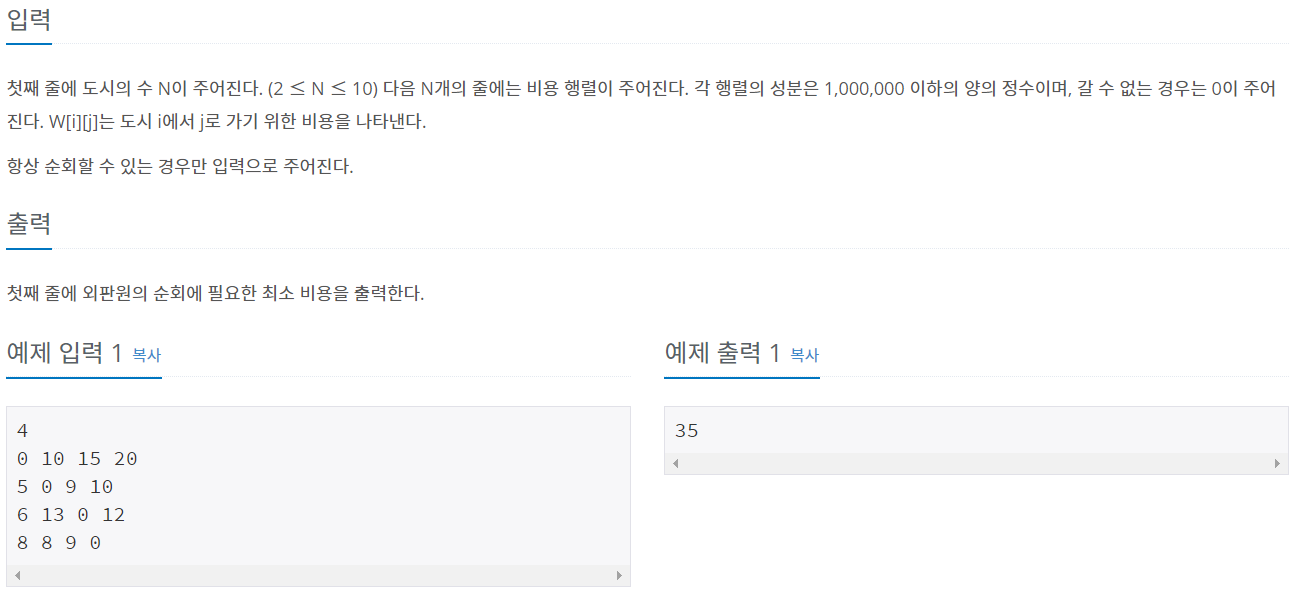 입력
첫째 줄에 도시의 수 N이 주어진다. (2 ≤ N ≤ 10) 다음 N개의 줄에는 비용 행렬이 주어진다. 각 행렬의 성분은 1,000,000 이하의 양의 정수이며, 갈 수 없는 경우는 0이 주어
진다. W[i][j]는 도시 i에서 j로 가기 위한 비용을 나타낸다.
항상 순회할 수 있는 경우만 입력으로 주어진다.
출력
첫째 줄에 외판원의 순회에 필요한 최소 비용을 출력한다.
예제 입력 1 복사
4
0 10 15 20
5 0 9 10
6 13 0 12
8 8 9 0
예제 출력 1 복사
35